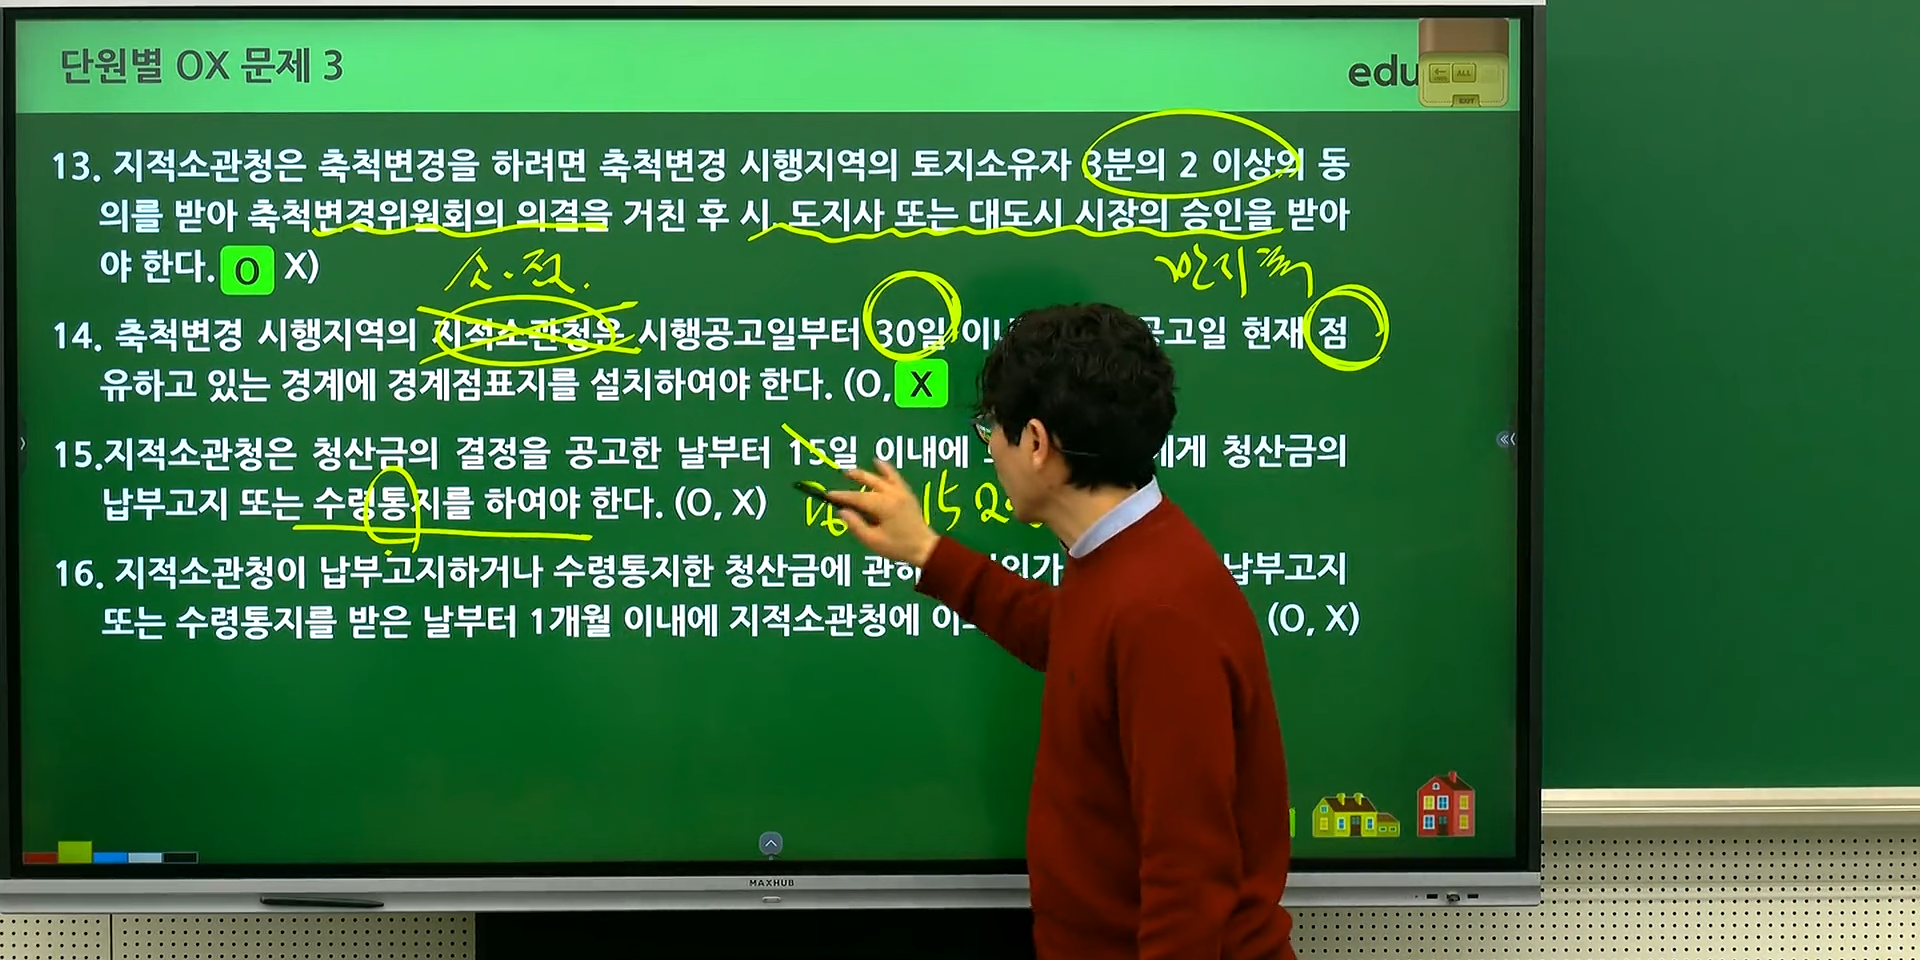 단원별 OX 문제 3
edu
ALL
EXIT
13. 지적소관청은 축척변경을 하려면 축척변경 시행지역의 토지소유자 3분의 2 이상의 동
의를 받아 축척변경위원회의 의결을 거친 후 시. 도지사 또는 대도시 시장의 승인을 받아
야 한다. O X)
소·점.
14. 축척변경 시행지역의 지적소관청은 시행공고일부터 30일 이내 공고일 현재 점
유하고 있는 경계에 경계점표지를 설치하여야 한다. (O, X
15.지적소관청은 청산금의 결정을 공고한 날부터 15일 이내에 에게 청산금의
납부고지 또는 수령통지를 하여야 한다. (O, X)
15
16. 지적소관청이 납부고지하거나 수령통지한 청산금에 관하 납부고지
또는 수령통지를 받은 날부터 1개월 이내에 지적소관청에 (O, X)
MAXHUB